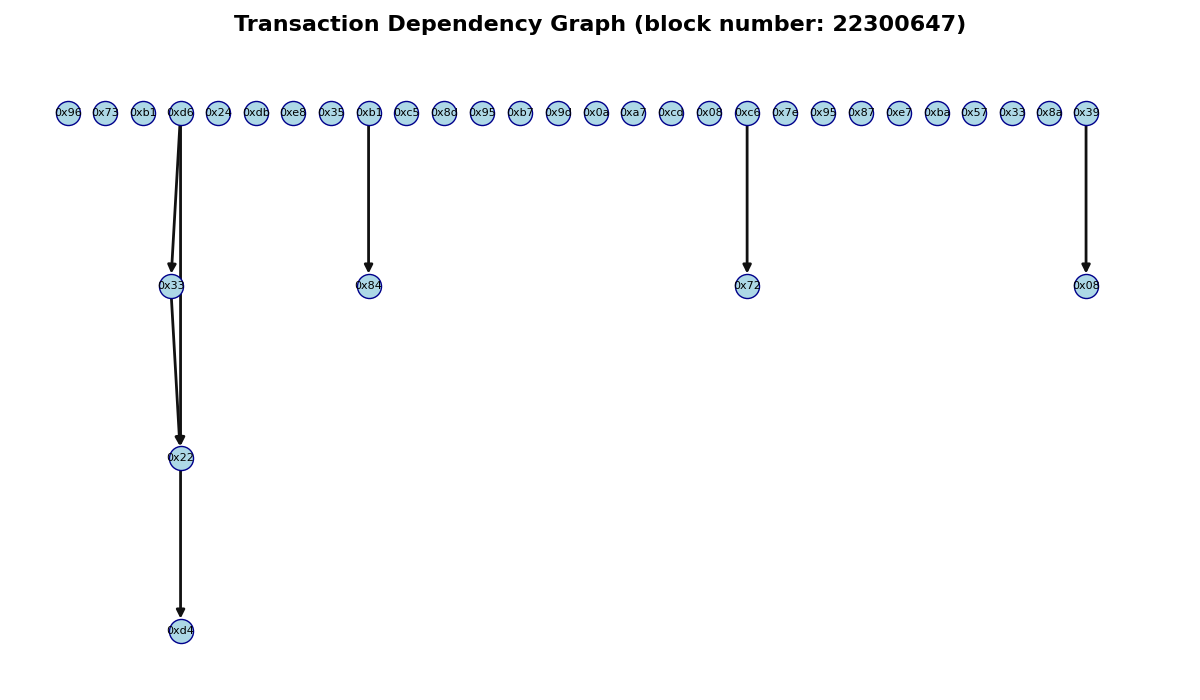 Transaction Dependency Graph (block number: 22300647)
0x96 0x73 0xb1 0xd6 0x24 0xdb 0xe8 0x35 0xb1 0xc5 0x8d 0x95 0xb7 0x9d 0x0a 0xa7 0xcd 0x08 0xc6 0x7e 0x95 0x87 0xe7 0xba 0x57 0x33 0x8a 0x39
0x33 0x84 0x72 0x08
0x22
0xd4